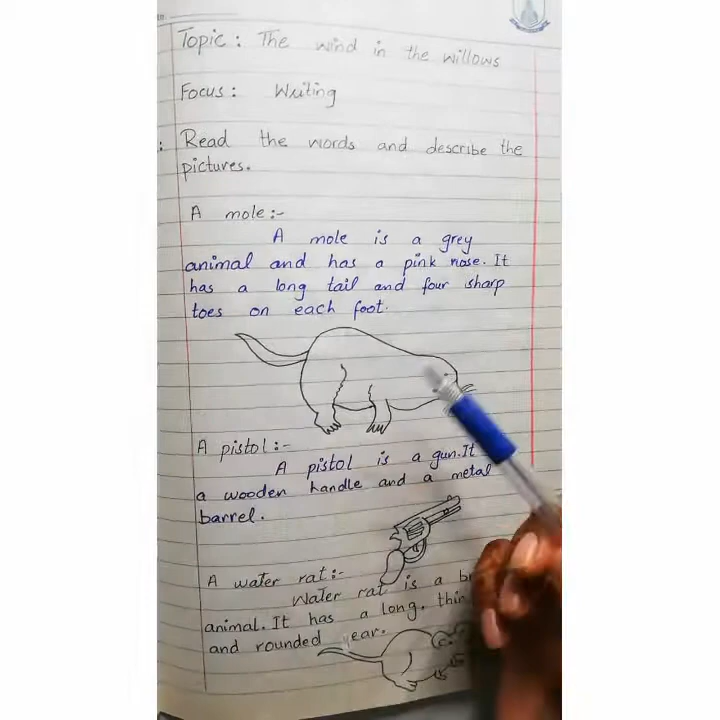 Topic: The wind in the willows
Focus: Writing
Read the words and describe the
pictures.
A mole:-
A mole is a grey
animal and has a pink nose. It
has a long tail and four sharp
toes on each foot.
A pistol:-
A pistol is a gun. It
a wooden handle and a metal
barrel.
A water rat:-
Water rat is a
animal. It has a long, thin
and rounded ear.